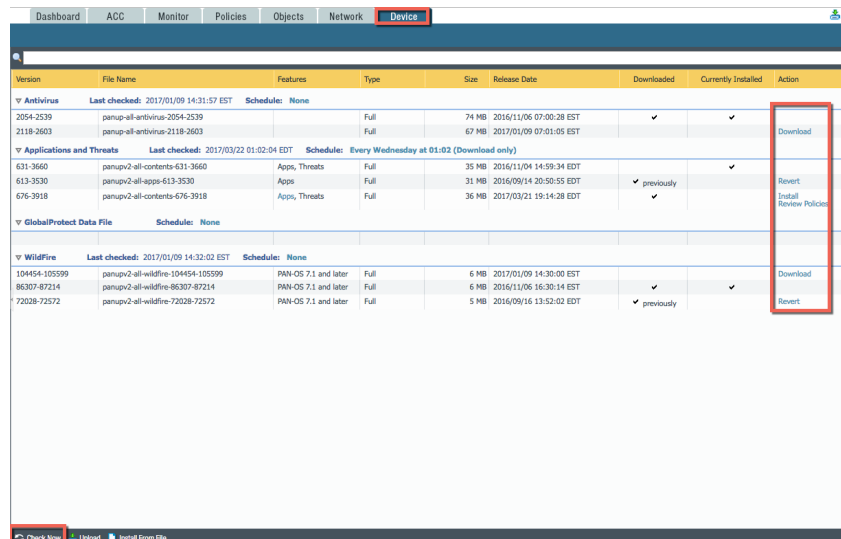 Dashboard ACC Monitor Policies Objects Network Device
Version File Name Features Type Size Release Date Downloaded Currently Installed Action
Antivirus Last checked: 2017/01/09 14:31:57 EST Schedule: None
2054-2539 panup-all-antivirus-2054-2539 Full 74 MB 2016/11/06 07:00:28 EST
2118-2603 panup-all-antivirus-2118-2603 Full 67 MB 2017/01/09 07:01:05 EST Download
Applications and Threats Last checked: 2017/03/22 01:02:04 EDT Schedule: Every Wednesday at 01:02 (Download only)
631-3660 panupv2-all-contents-631-3660 Apps, Threats Full 35 MB 2016/11/04 14:59:34 EDT
613-3530 panupv2-all-apps-613-3530 Apps Full 31 MB 2016/09/14 20:50:55 EDT previously Revert
676-3918 panupv2-all-contents-676-3918 Apps, Threats Full 36 MB 2017/03/21 19:14:28 EDT Install
Review Policies
GlobalProtect Data File Schedule: None
WildFire Last checked: 2017/01/09 14:32:02 EST Schedule: None
104454-105599 panupv2-all-wildfire-104454-105599 PAN-OS 7.1 and later Full 6 MB 2017/01/09 14:30:00 EST Download
86307-87214 panupv2-all-wildfire-86307-87214 PAN-OS 7.1 and later Full 6 MB 2016/11/06 16:30:14 EST
72028-72572 panupv2-all-wildfire-72028-72572 PAN-OS 7.1 and later Full 5 MB 2016/09/16 13:52:02 EDT previously Revert
Check Now Upload Install From File